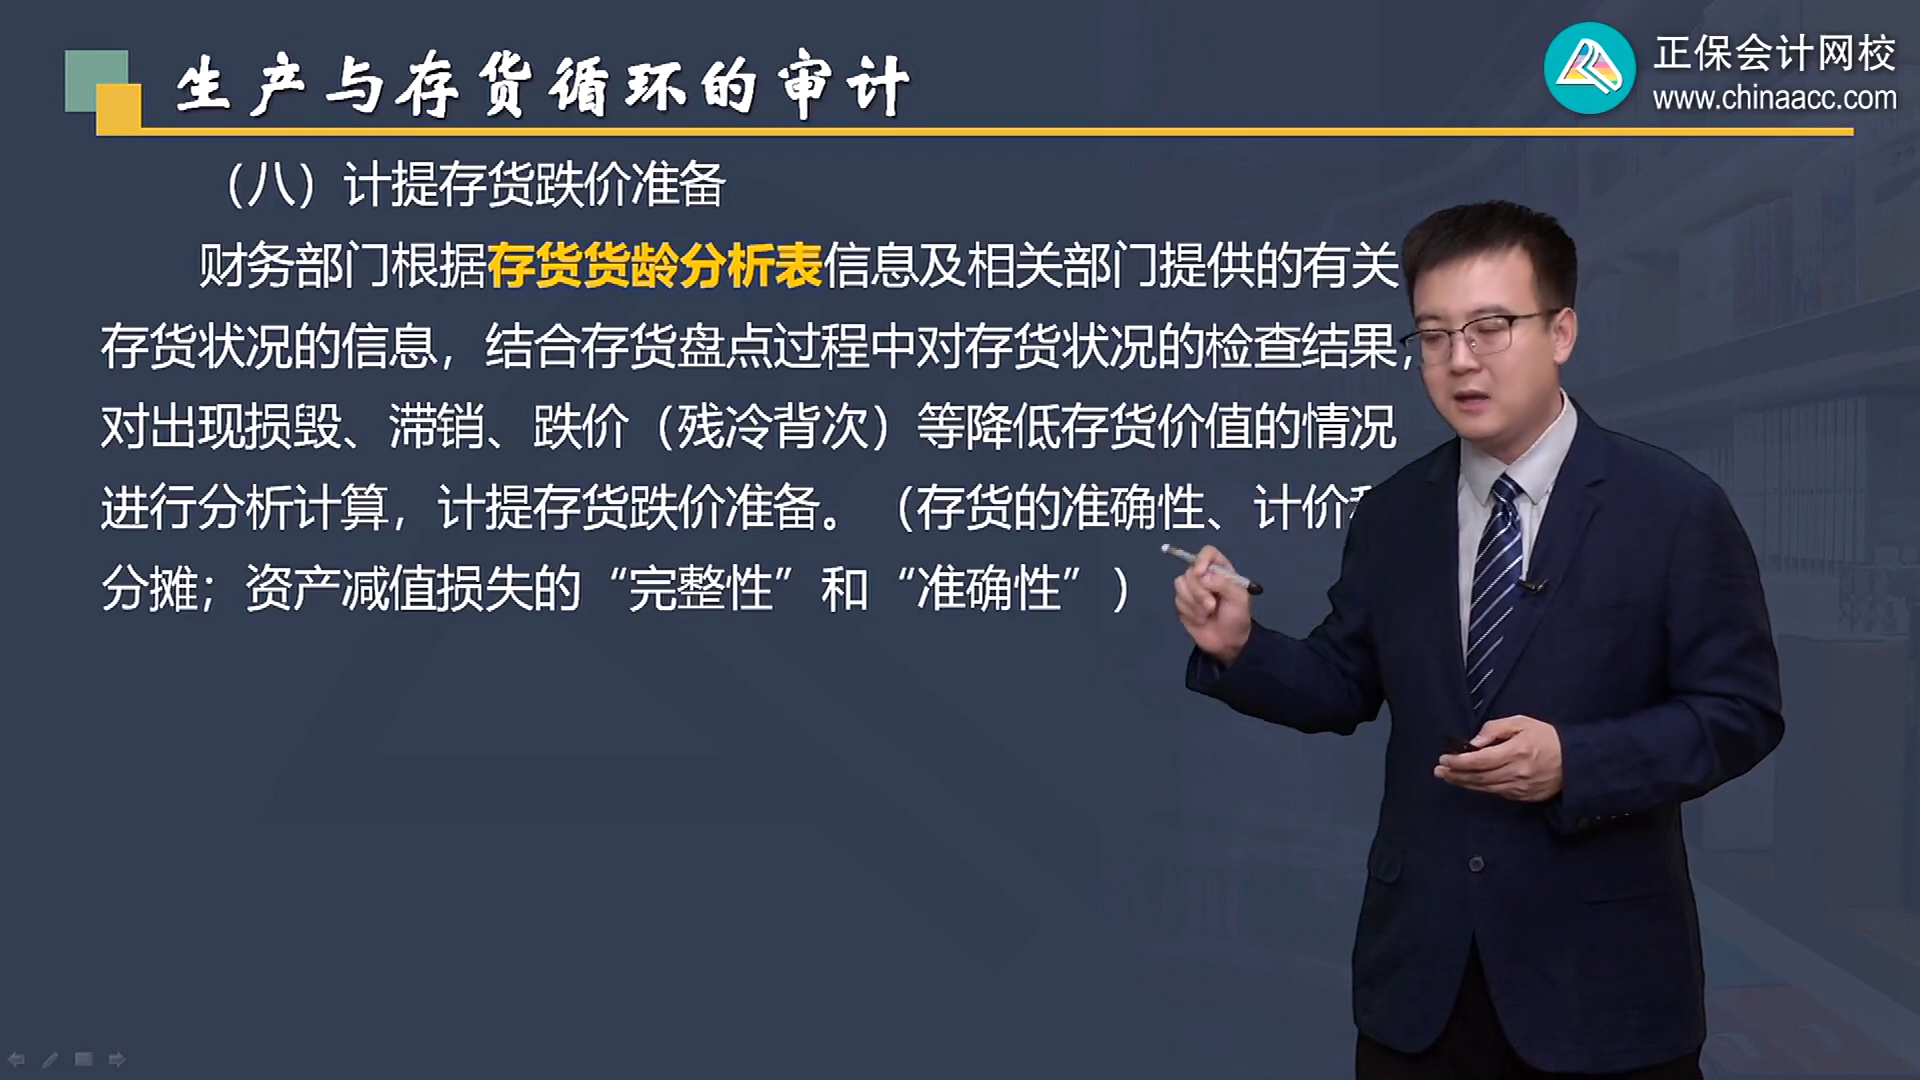 生产与存货循环的审计
正保会计网校
www.chinaacc.com
（八）计提存货跌价准备
财务部门根据存货货龄分析表信息及相关部门提供的有关
存货状况的信息，结合存货盘点过程中对存货状况的检查结果，
对出现损毁、滞销、跌价（残冷背次）等降低存货价值的情况
进行分析计算，计提存货跌价准备。（存货的准确性、计价
分摊；资产减值损失的“完整性”和“准确性”）